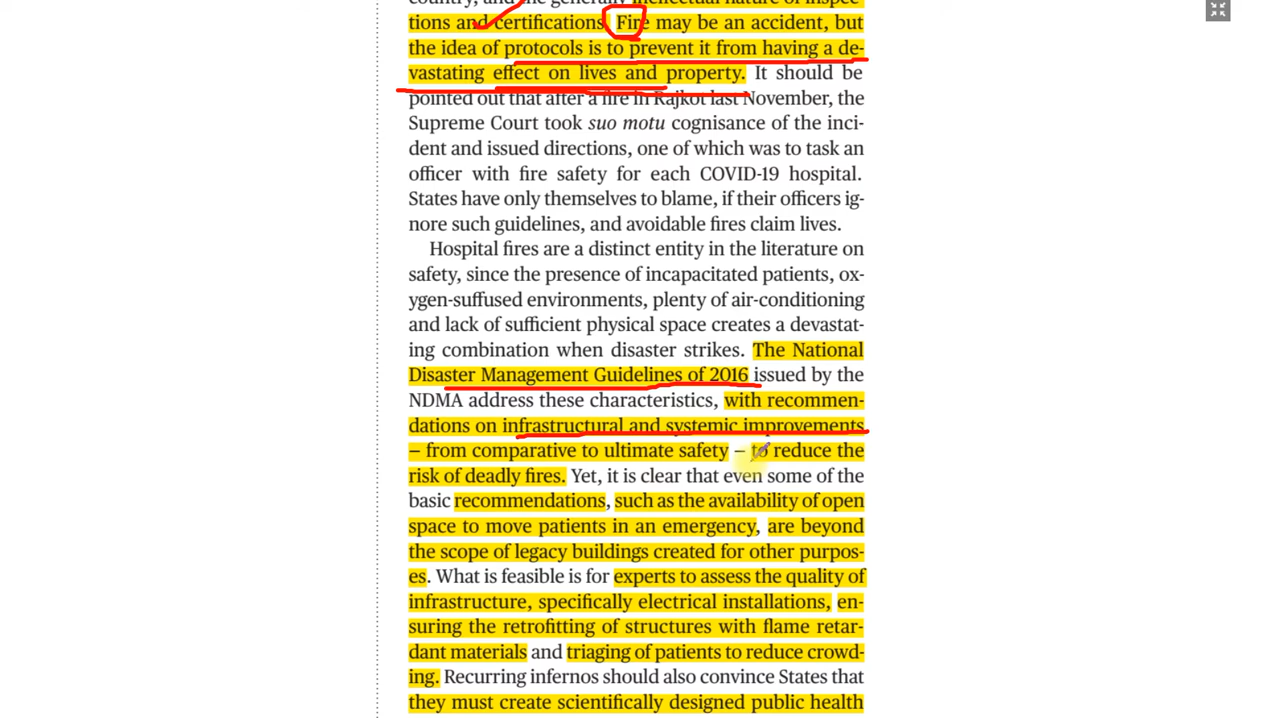 country, and the generally ineffectual nature of inspec-
tions and certifications. Fire may be an accident, but
the idea of protocols is to prevent it from having a de-
vastating effect on lives and property. It should be
pointed out that after a fire in Rajkot last November, the
Supreme Court took suo motu cognisance of the inci-
dent and issued directions, one of which was to task an
officer with fire safety for each COVID-19 hospital.
States have only themselves to blame, if their officers ig-
nore such guidelines, and avoidable fires claim lives.
Hospital fires are a distinct entity in the literature on
safety, since the presence of incapacitated patients, ox-
ygen-suffused environments, plenty of air-conditioning
and lack of sufficient physical space creates a devastat-
ing combination when disaster strikes. The National
Disaster Management Guidelines of 2016 issued by the
NDMA address these characteristics, with recommen-
dations on infrastructural and systemic improvements
– from comparative to ultimate safety – to reduce the
risk of deadly fires. Yet, it is clear that even some of the
basic recommendations, such as the availability of open
space to move patients in an emergency, are beyond
the scope of legacy buildings created for other purpos-
es. What is feasible is for experts to assess the quality of
infrastructure, specifically electrical installations, en-
suring the retrofitting of structures with flame retar-
dant materials and triaging of patients to reduce crowd-
ing. Recurring infernos should also convince States that
they must create scientifically designed public health